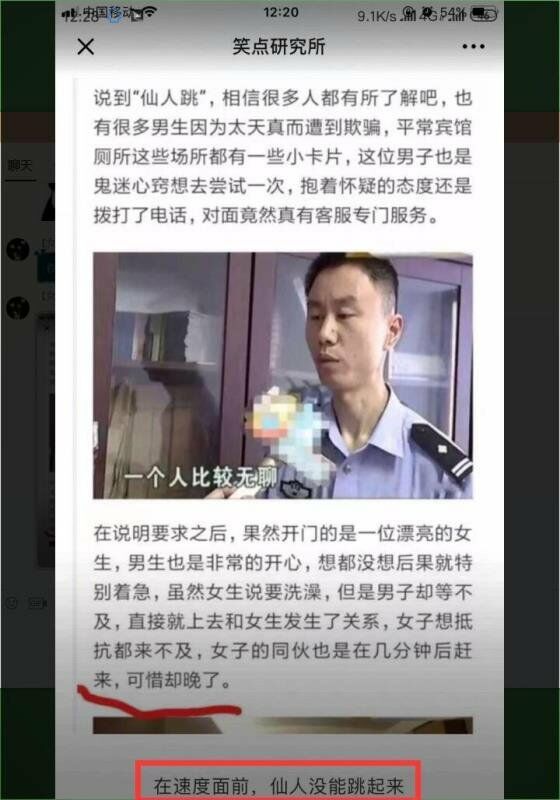 中国移动
12:28
12:20
9.1K/s
4G
54%
笑点研究所
聊天
说到“仙人跳”，相信很多人都有所了解吧，也
有很多男生因为太天真而遭到欺骗，平常宾馆
厕所这些场所都有一些小卡片，这位男子也是
鬼迷心窍想去尝试一次，抱着怀疑的态度还是
拨打了电话，对面竟然真有客服专门服务。
一个人比较无聊
在说明要求之后，果然开门的是一位漂亮的女
生，男生也是非常的开心，想都没想后果就特
别着急，虽然女生说要洗澡，但是男子却等不
及，直接就上去和女生发生了关系，女子想抵
抗都来不及，女子的同伙也是在几分钟后赶
来，可惜却晚了。
在速度面前，仙人没能跳起来